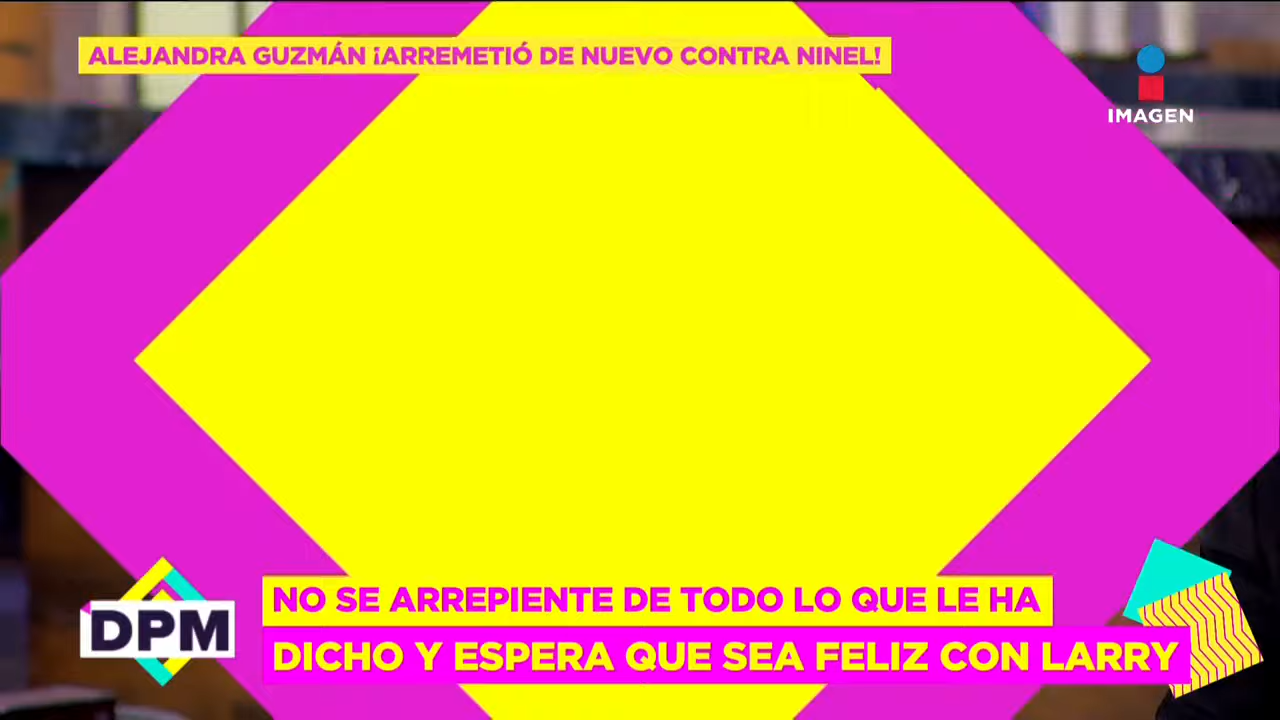 ALEJANDRA GUZMÁN ¡ARREMETIÓ DE NUEVO CONTRA NINEL!
IMAGEN
NO SE ARREPIENTE DE TODO LO QUE LE HA
DPM
DICHO Y ESPERA QUE SEA FELIZ CON LARRY